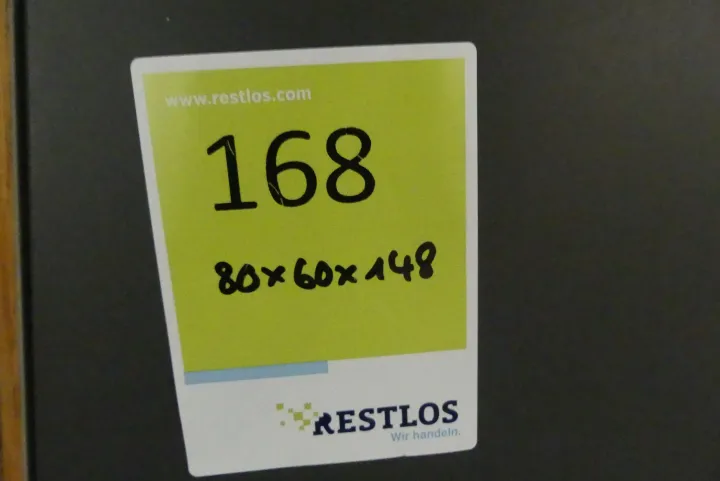 www.restlos.com
168
80x60x148
RESTLOS
Wir handeln.